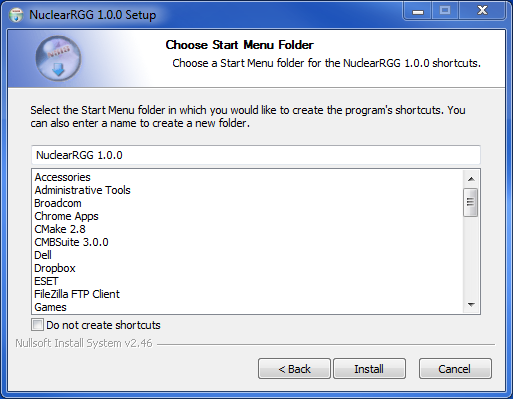 NuclearRGG 1.0.0 Setup
Choose Start Menu Folder
Choose a Start Menu folder for the NuclearRGG 1.0.0 shortcuts.
Select the Start Menu folder in which you would like to create the program's shortcuts. You
can also enter a name to create a new folder.
NuclearRGG 1.0.0
Accessories
Administrative Tools
Broadcom
Chrome Apps
CMake 2.8
CMBSuite 3.0.0
Dell
Dropbox
ESET
FileZilla FTP Client
Games
Do not create shortcuts
Nullsoft Install System v2.46
< Back
Install
Cancel